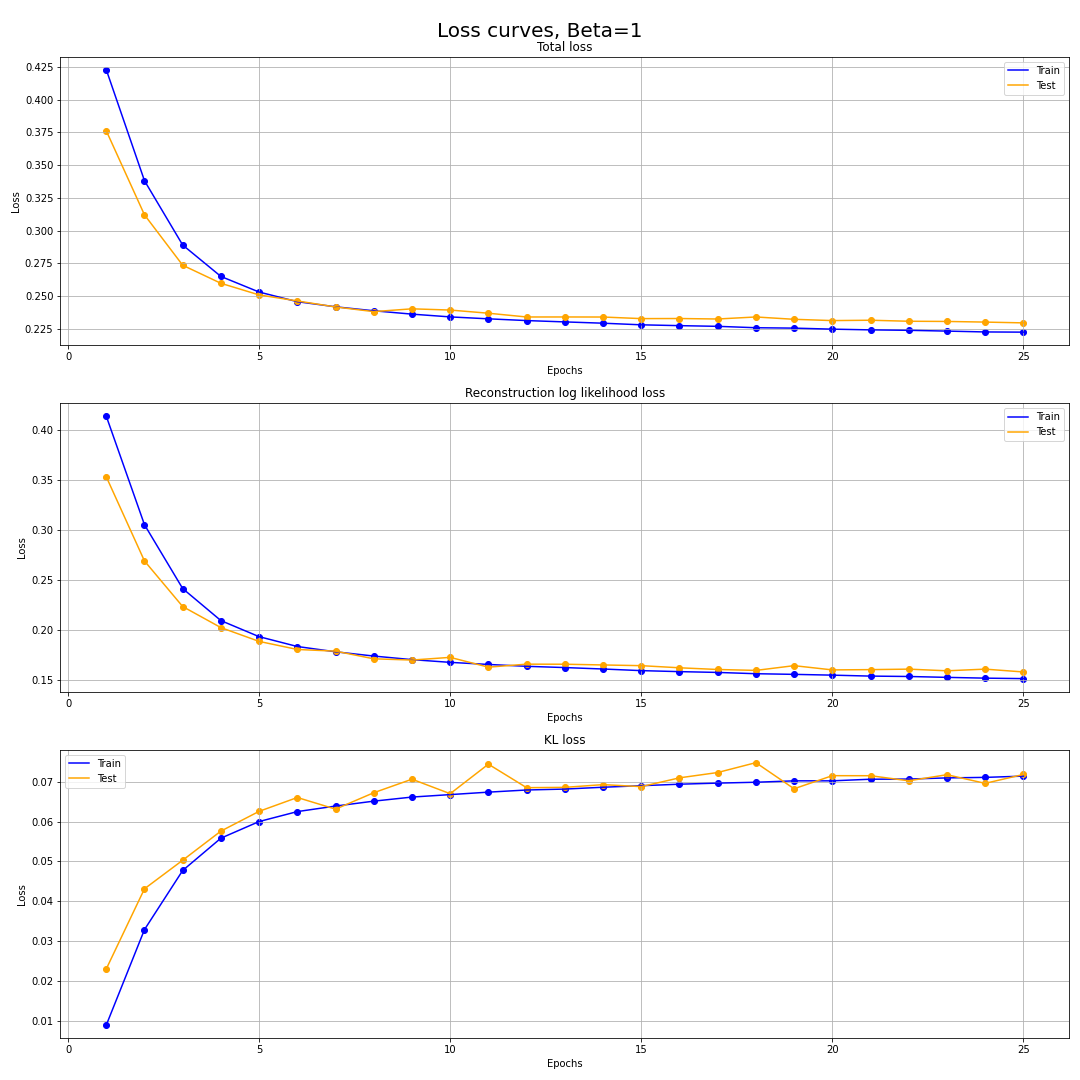 Loss curves, Beta=1
Total loss
0.425
0.400
0.375
0.350
0.325
0.300
0.275
0.250
0.225
Loss
Train
Test
0 5 10 15 20 25
Epochs
Reconstruction log likelihood loss
0.40
0.35
0.30
0.25
0.20
0.15
Loss
Train
Test
0 5 10 15 20 25
Epochs
KL loss
0.07
0.06
0.05
0.04
0.03
0.02
0.01
Loss
Train
Test
0 5 10 15 20 25
Epochs